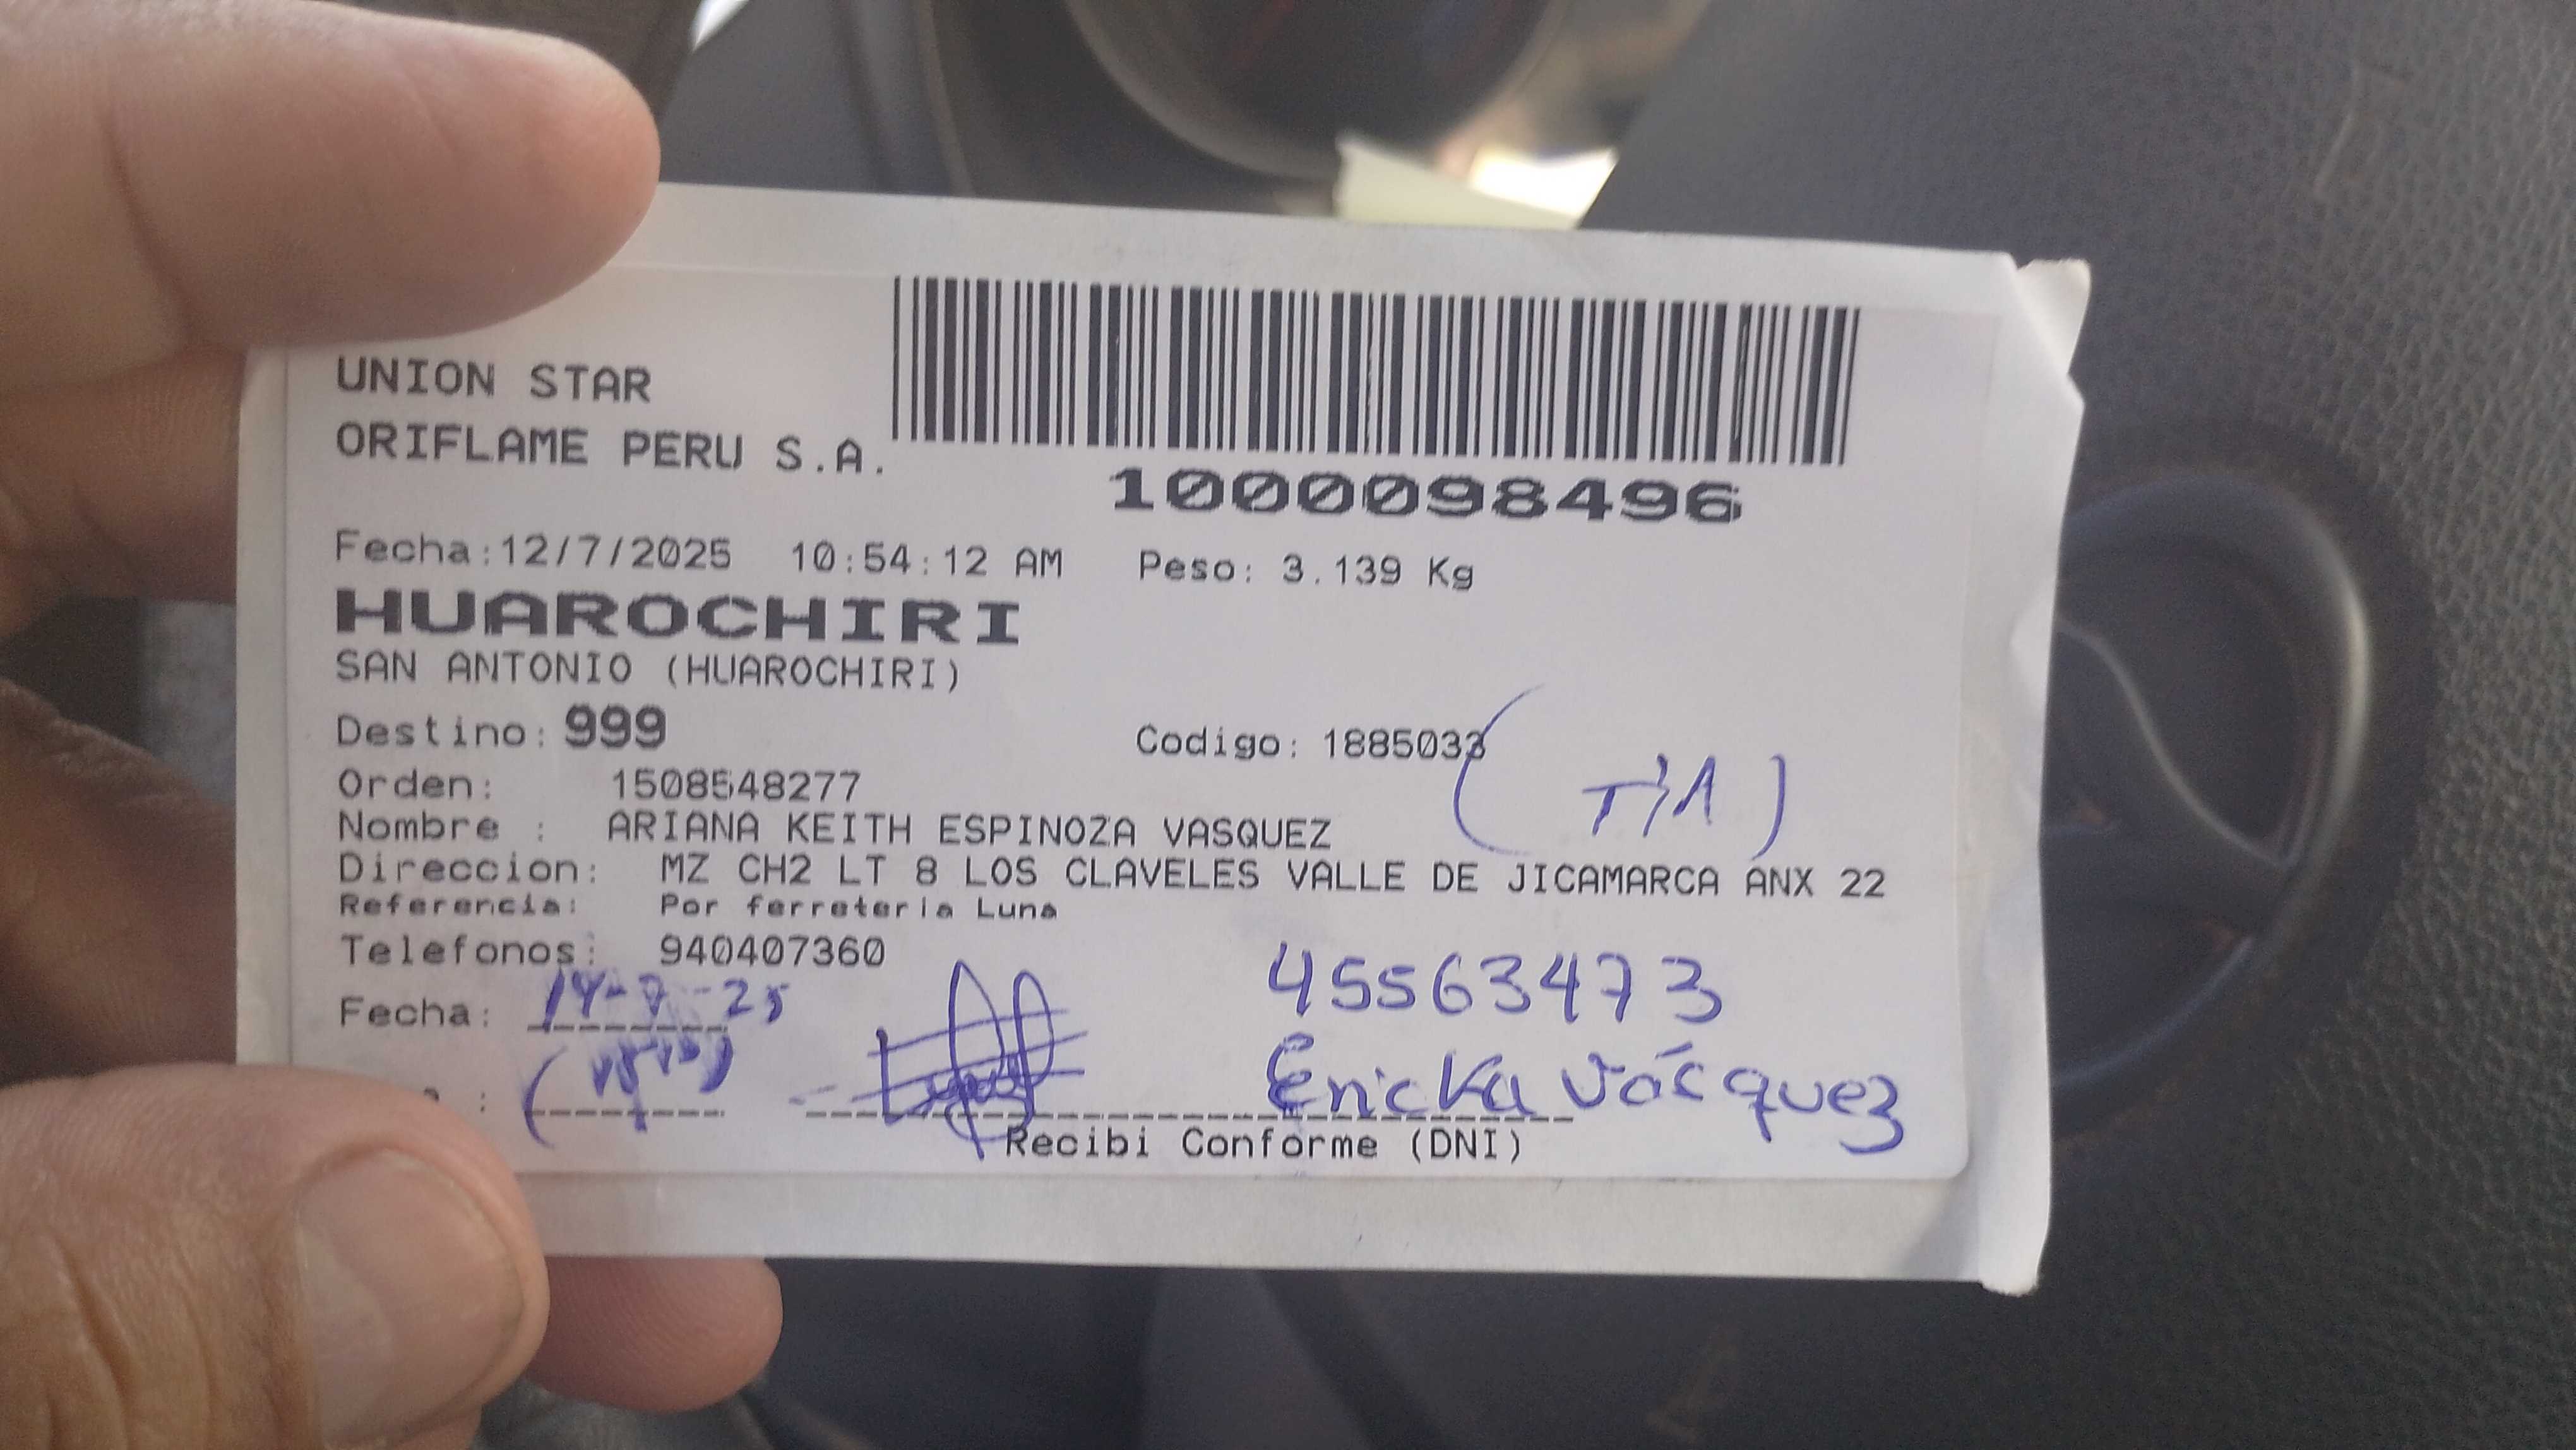 UNION STAR
ORIFLAME PERU S.A.
1000098496
Fecha:12/7/2025 10:54:12 AM Peso: 3.139 Kg
HUAROCHIRI
SAN ANTONIO (HUAROCHIRI)
Destino: 999 Codigo: 1885033
(TÍA)
Orden: 1508548277
Nombre : ARIANA KEITH ESPINOZA VASQUEZ
Direccion: MZ CH2 LT 8 LOS CLAVELES VALLE DE JICAMARCA ANX 22
Referencia: Por ferreteria Luna
Telefonos: 940407360
45563473
Fecha: 14-7-25
Ericka Vásquez
Recibi Conforme (DNI)